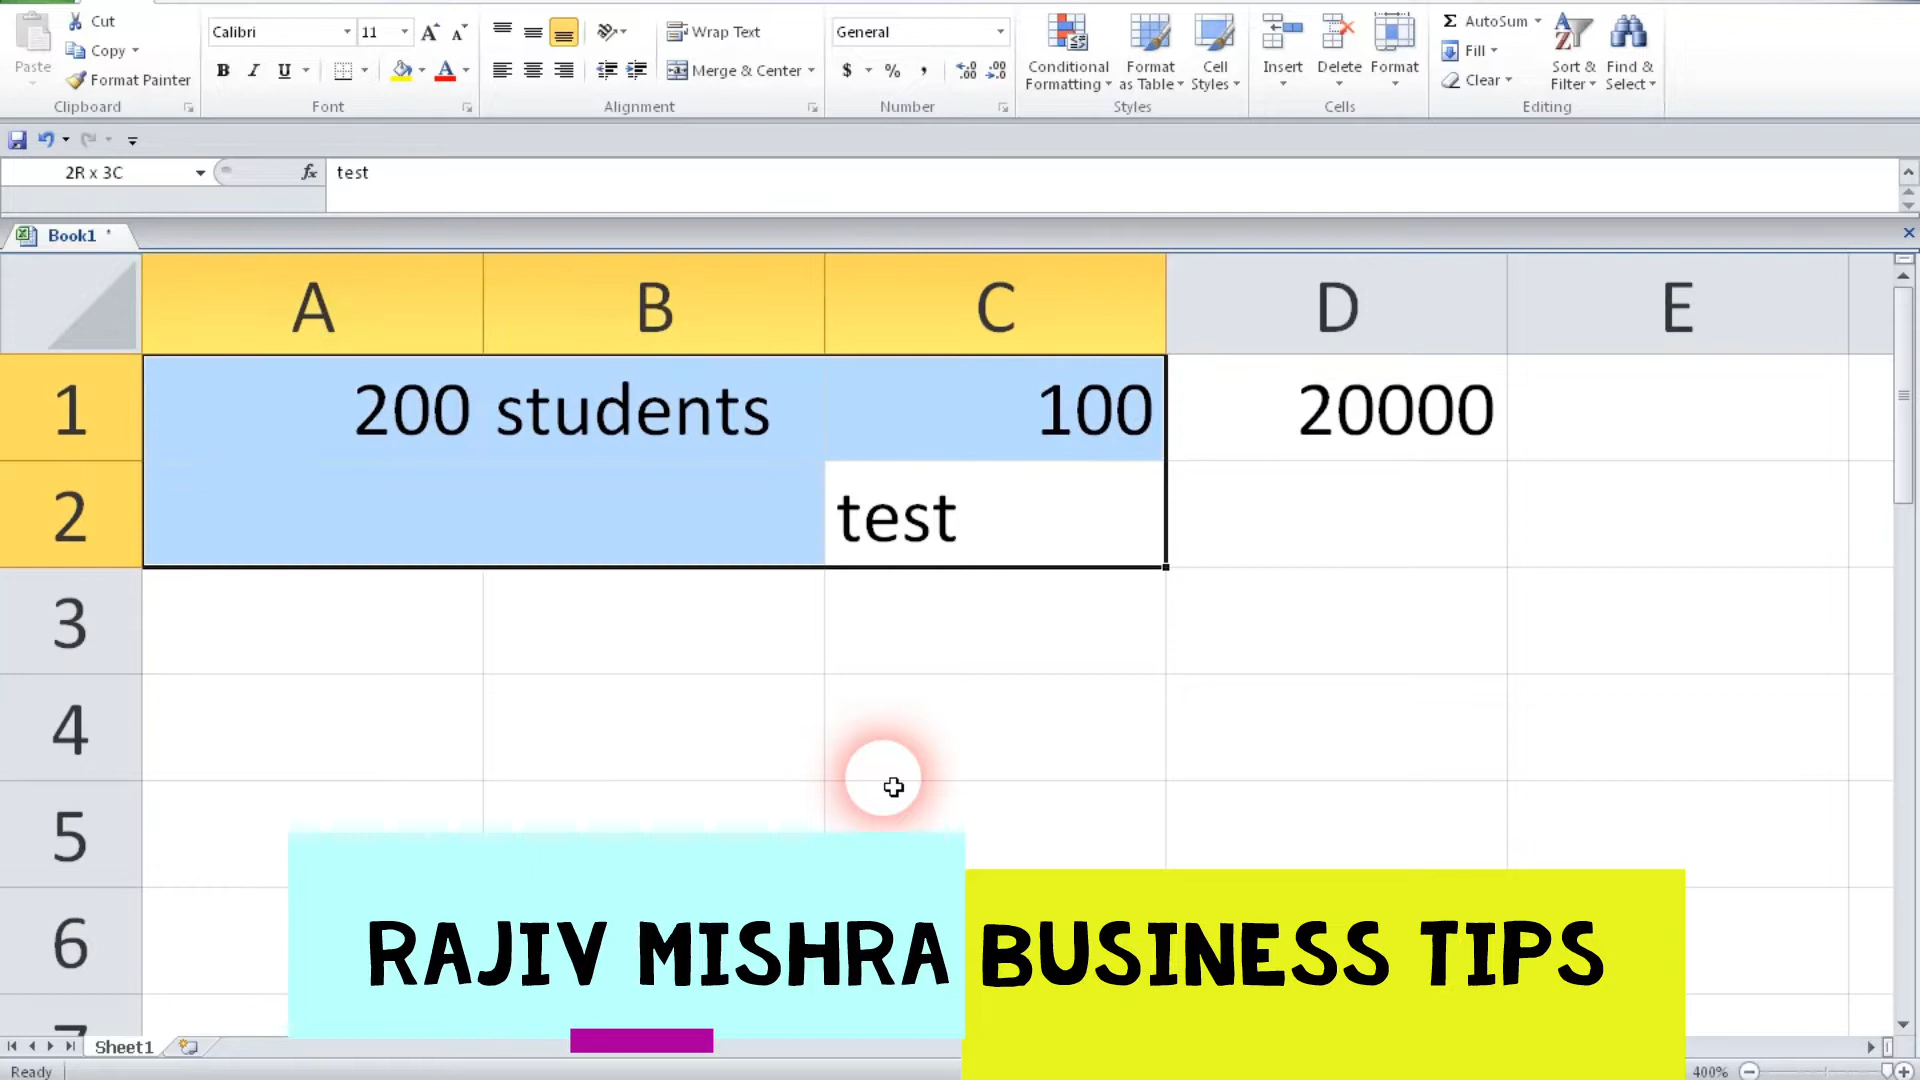 Cut
Copy
Paste
Format Painter
Clipboard
Calibri 11
B I U A
Font
Wrap Text
Merge & Center
Alignment
General
$ % ,
Number
Conditional Formatting
Format as Table
Cell Styles
Styles
Insert Delete Format
Cells
Σ AutoSum
Fill
Clear
Sort & Filter
Find & Select
Editing
2R x 3C fx test
Book1 *
A B C D E
1 200 students 100 20000
2 test
3
4
5
6
RAJIV MISHRA BUSINESS TIPS
Sheet1
Ready 400%